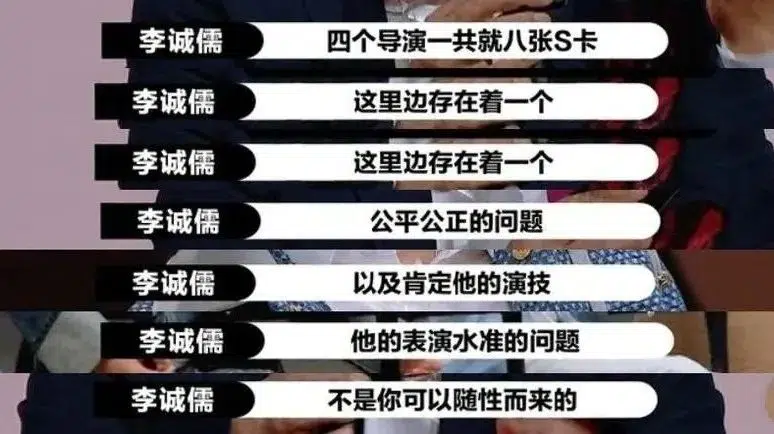 李诚儒 四个导演一共就八张S卡
李诚儒 这里边存在着一个
李诚儒 这里边存在着一个
李诚儒 公平公正的问题
李诚儒 以及肯定他的演技
李诚儒 他的表演水准的问题
李诚儒 不是你可以随性而来的